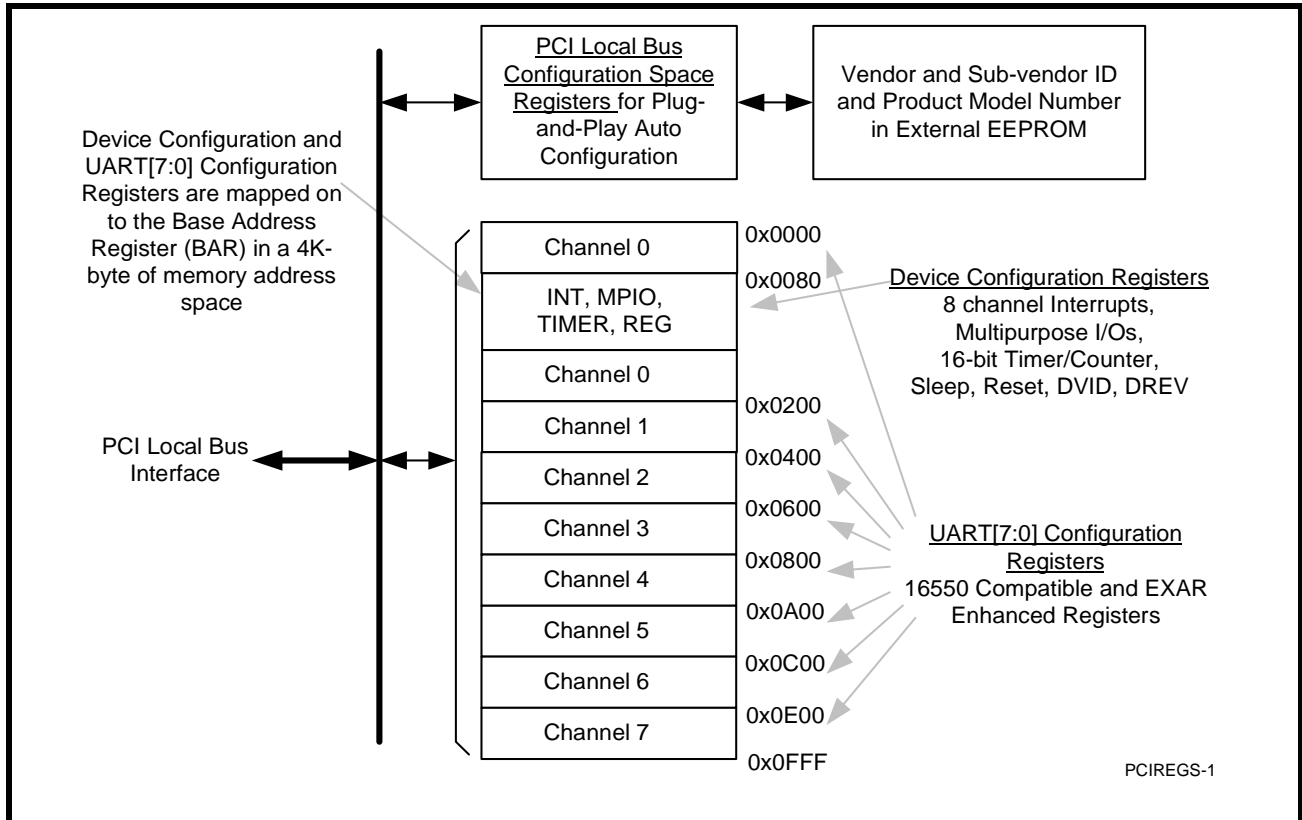 PCI Local Bus
Configuration Space
Registers for Plug-
and-Play Auto
Configuration
Vendor and Sub-vendor ID
and Product Model Number
in External EEPROM
Device Configuration and
UART[7:0] Configuration
Registers are mapped on
to the Base Address
Register (BAR) in a 4K-
byte of memory address
space
Channel 0
0x0000
INT, MPIO,
TIMER, REG
0x0080
Device Configuration Registers
8 channel Interrupts,
Multipurpose I/Os,
16-bit Timer/Counter,
Sleep, Reset, DVID, DREV
Channel 0
0x0200
Channel 1
0x0400
Channel 2
0x0600
Channel 3
0x0800
Channel 4
0x0A00
Channel 5
0x0C00
Channel 6
0x0E00
Channel 7
0x0FFF
PCI Local Bus
Interface
UART[7:0] Configuration
Registers
16550 Compatible and EXAR
Enhanced Registers
PCIREGS-1